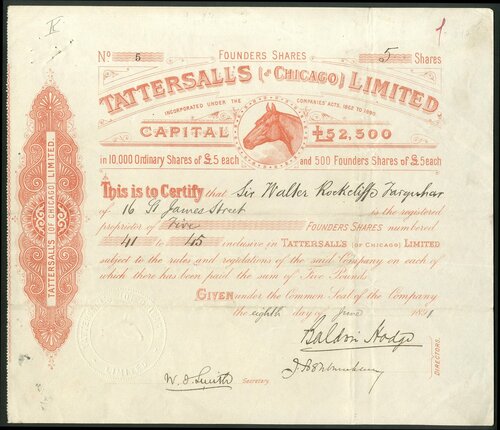 No 5 FOUNDERS SHARES 5 Shares
TATTERSALL'S (OF CHICAGO) LIMITED
INCORPORATED UNDER THE COMPANIES' ACTS, 1862 TO 1890.
CAPITAL £52,500
in 10,000 Ordinary Shares of £5 each and 500 Founders Shares of £5 each
This is to Certify that Sir Walter Rockcliffe Farquhar
of 16 St James Street is the registered
proprietor of Five FOUNDERS SHARES numbered
41 to 45 inclusive in TATTERSALL'S (OF CHICAGO) LIMITED
subject to the rules and regulations of the said Company on each of
which there has been paid the sum of Five Pounds
GIVEN under the Common Seal of the Company
the eighth day of June 1891
DIRECTORS.
W. D. Smith Secretary
TATTERSALL'S (OF CHICAGO) LIMITED.